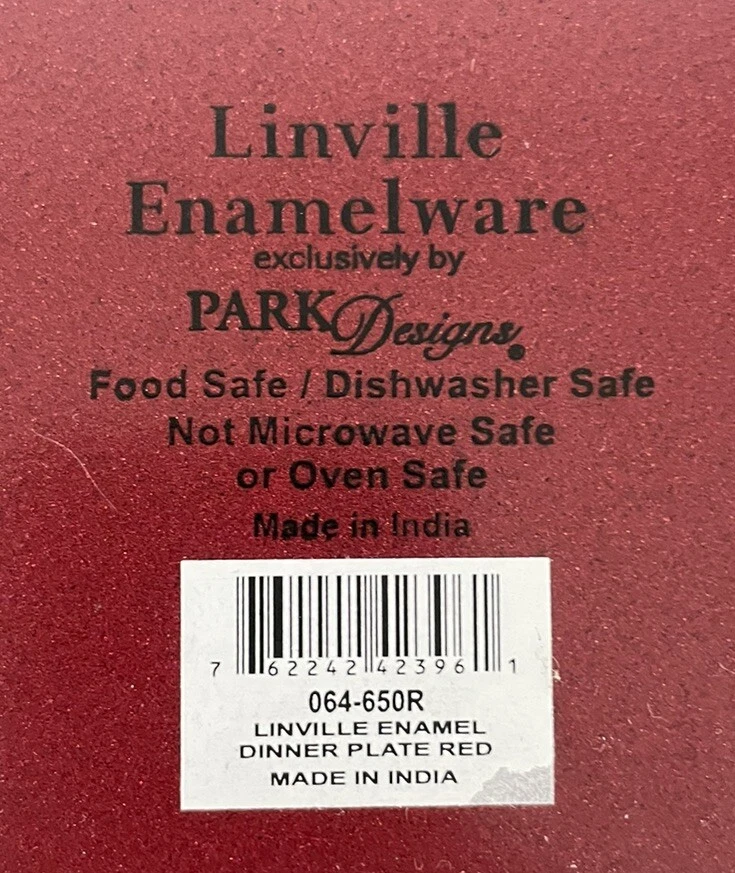 Linville
Enamelware
exclusively by
PARK Designs
Food Safe / Dishwasher Safe
Not Microwave Safe
or Oven Safe
Made in India
7 62242 42396 1
064-650R
LINVILLE ENAMEL
DINNER PLATE RED
MADE IN INDIA